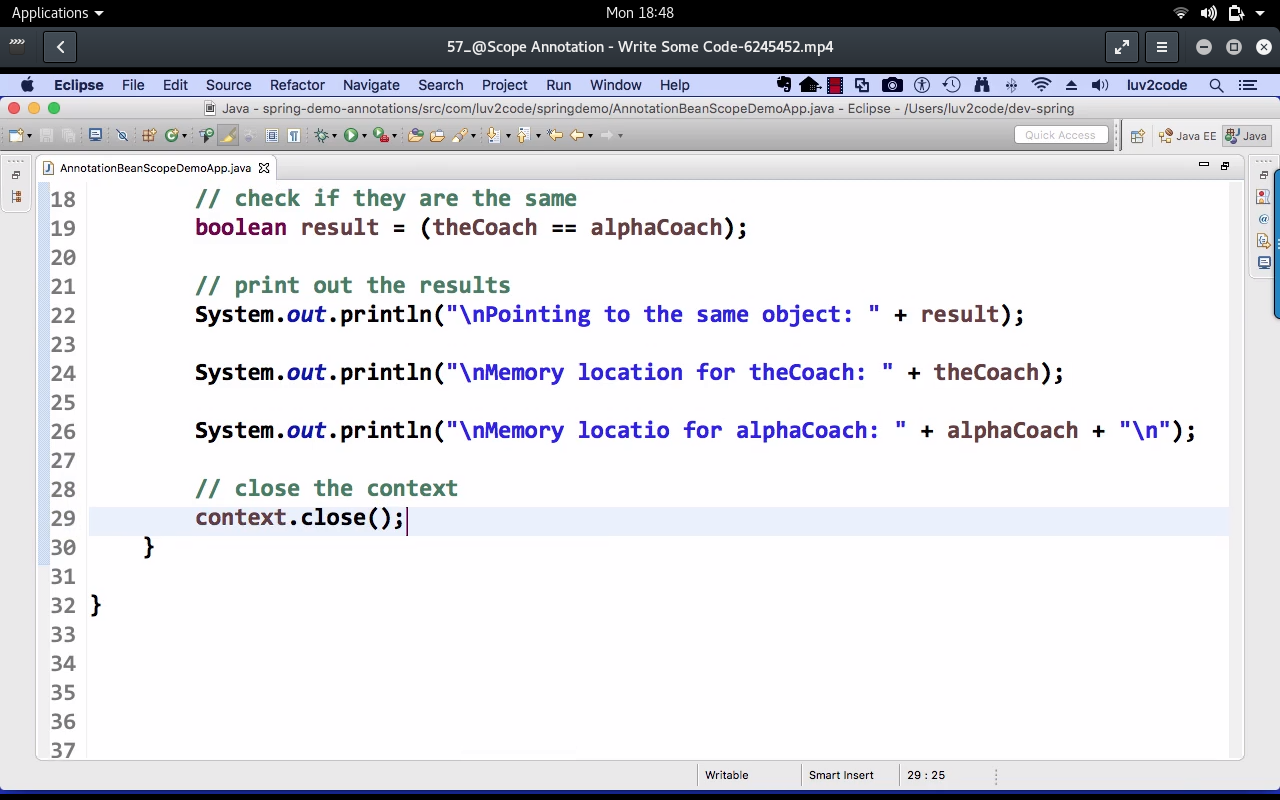 Applications
Mon 18:48
57_@Scope Annotation - Write Some Code-6245452.mp4
Eclipse File Edit Source Refactor Navigate Search Project Run Window Help luv2code
Java - spring-demo-annotations/src/com/luv2code/springdemo/AnnotationBeanScopeDemoApp.java - Eclipse - /Users/luv2code/dev-spring
Quick Access Java EE Java
AnnotationBeanScopeDemoApp.java
18 // check if they are the same
19 boolean result = (theCoach == alphaCoach);
20
21 // print out the results
22 System.out.println("\nPointing to the same object: " + result);
23
24 System.out.println("\nMemory location for theCoach: " + theCoach);
25
26 System.out.println("\nMemory locatio for alphaCoach: " + alphaCoach + "\n");
27
28 // close the context
29 context.close();
30 }
31
32 }
33
34
35
36
37
Writable Smart Insert 29 : 25